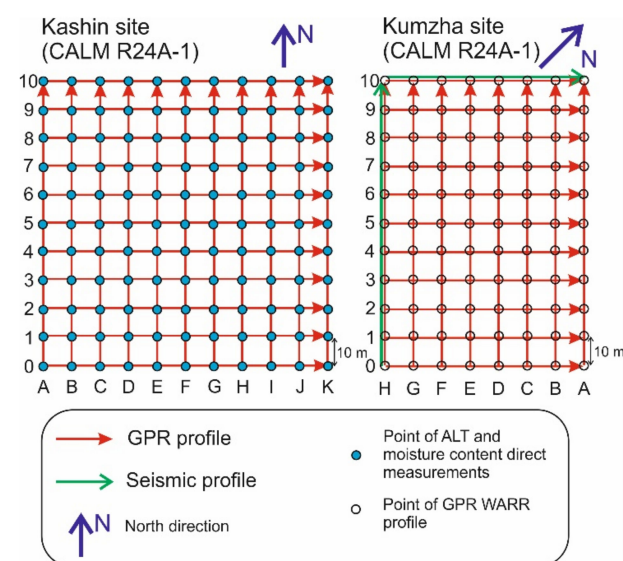 Kashin site
(CALM R24A-1)
N
Kumzha site
(CALM R24A-1)
N
10
9
8
7
6
5
4
3
2
1
0
10 m
A B C D E F G H I J K
10
9
8
7
6
5
4
3
2
1
0
10 m
H G F E D C B A
GPR profile
Seismic profile
N North direction
Point of ALT and
moisture content direct
measurements
Point of GPR WARR
profile